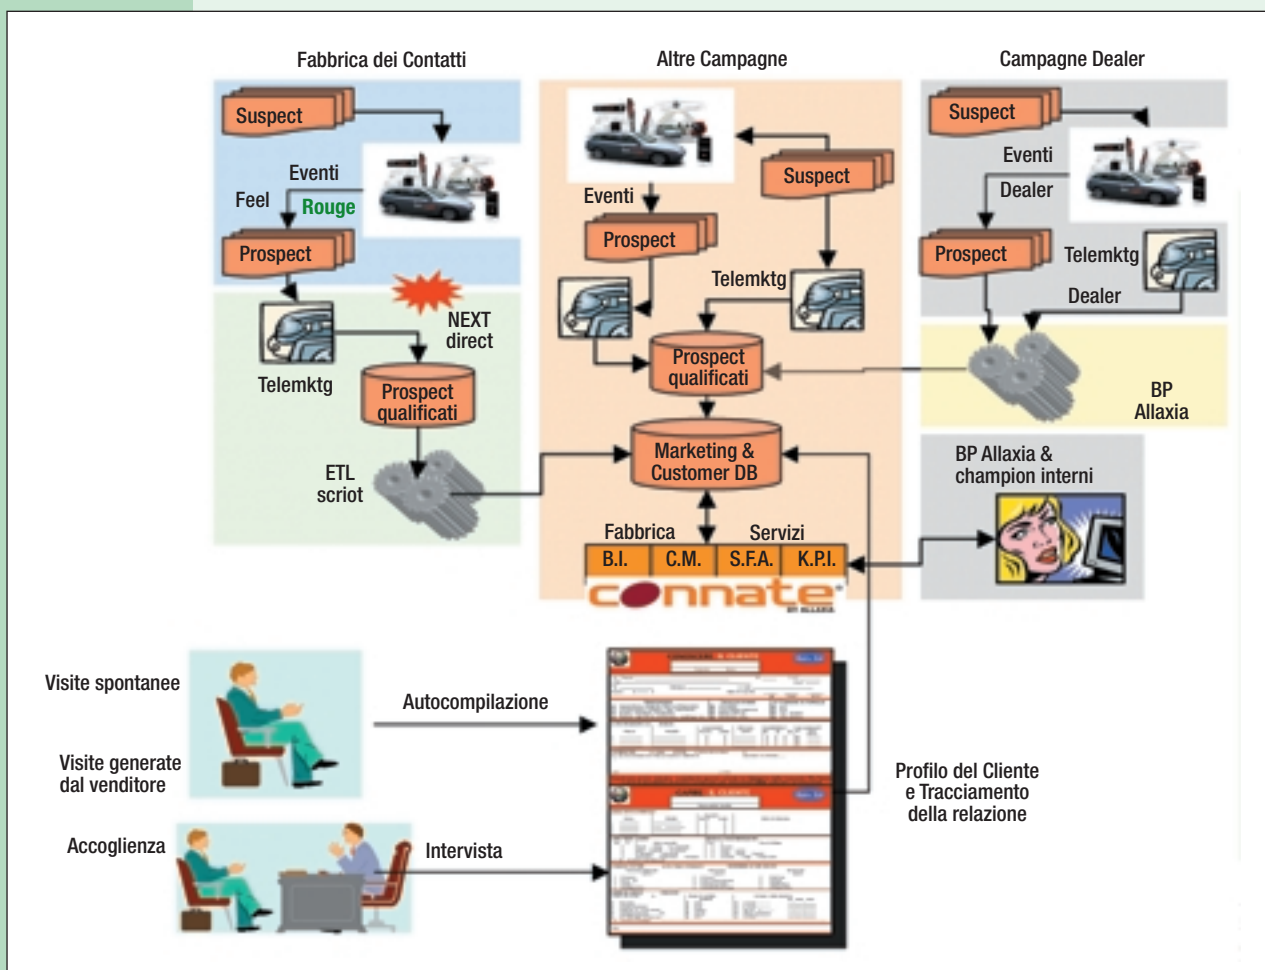 Fabbrica dei Contatti
Altre Campagne
Campagne Dealer
Suspect
Eventi
Feel
Rouge
Prospect
NEXT
direct
Telemktg
Prospect
qualificati
ETL
scriot
Suspect
Eventi
Prospect
Telemktg
Prospect
qualificati
Marketing &
Customer DB
Fabbrica
Servizi
B.I.
C.M.
S.F.A.
K.P.I.
connate
BY ALLAXIA
Suspect
Eventi
Dealer
Prospect
Telemktg
Dealer
BP
Allaxia
BP Allaxia &
champion interni
Visite spontanee
Visite generate
dal venditore
Autocompilazione
Accoglienza
Intervista
Profilo del Cliente
e Tracciamento
della relazione